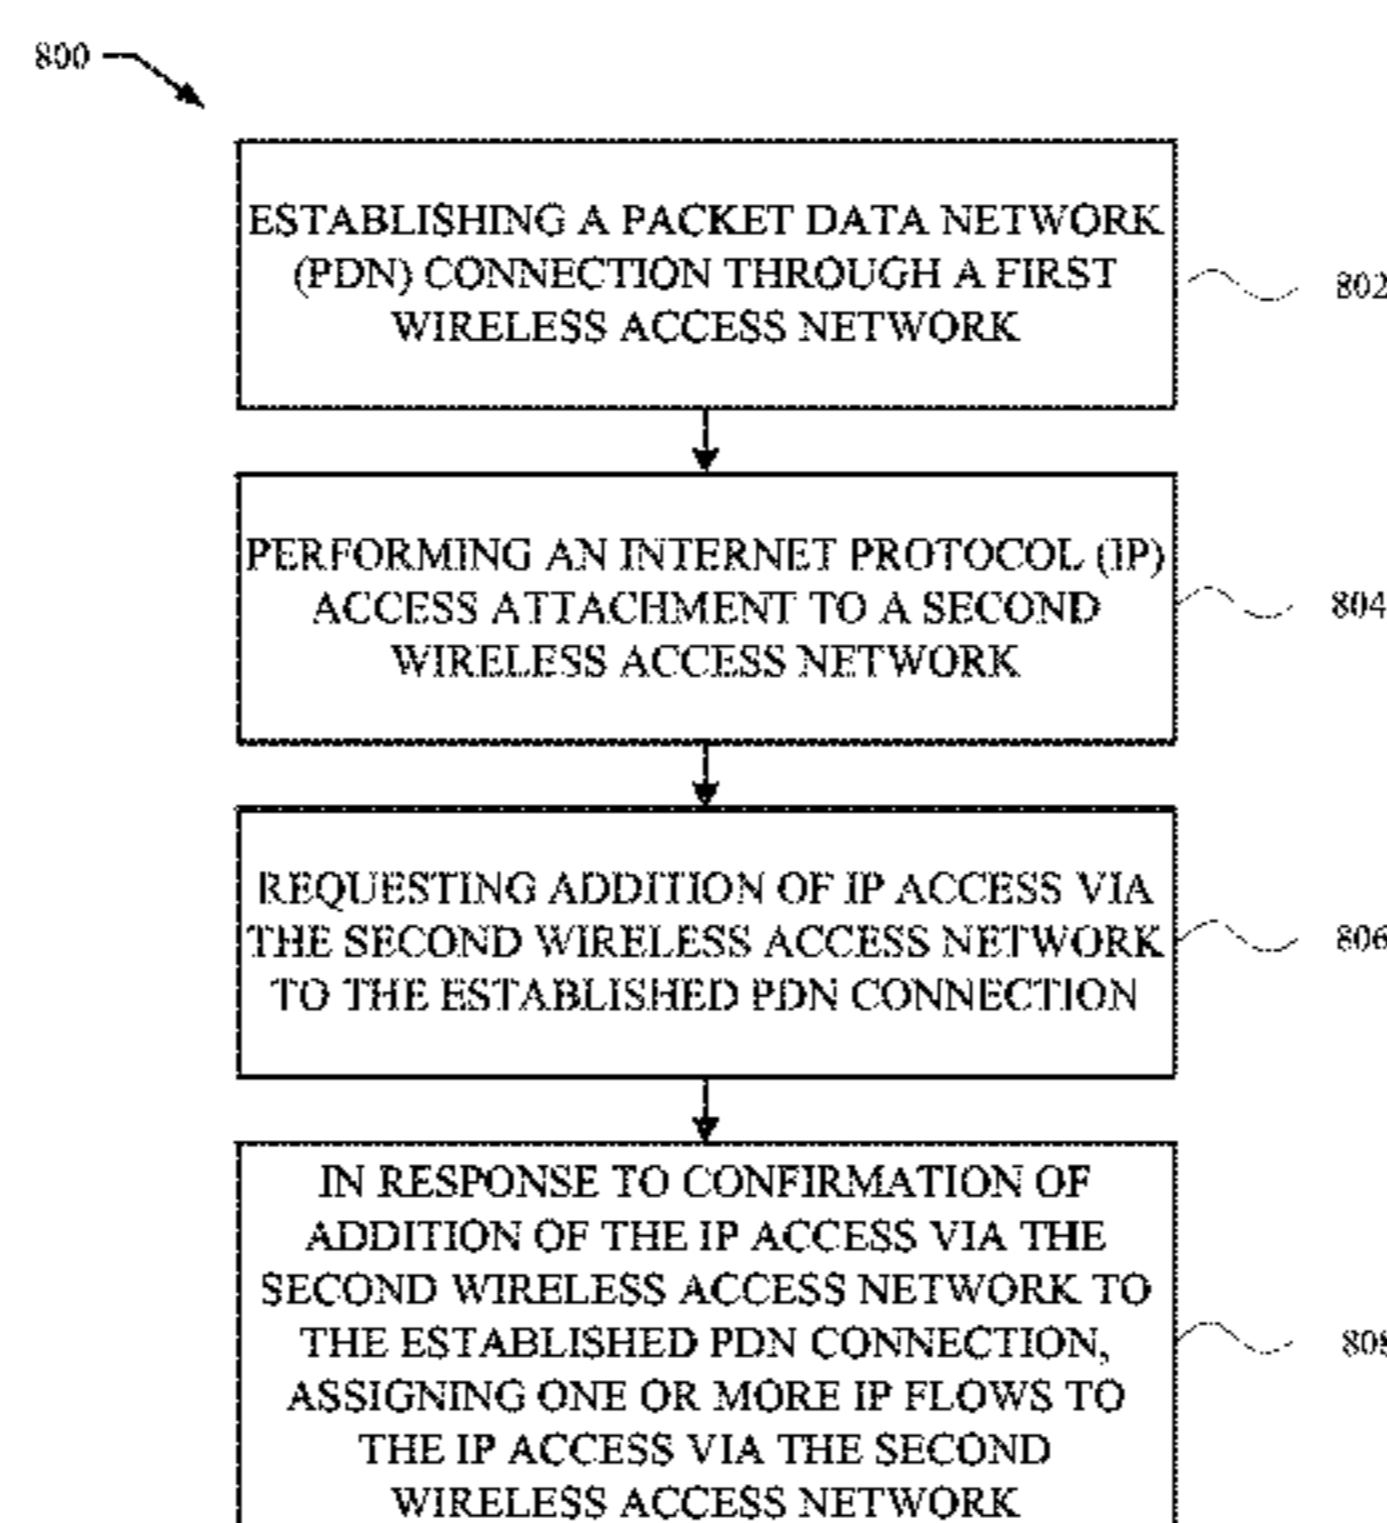 800
ESTABLISHING A PACKET DATA NETWORK
(PDN) CONNECTION THROUGH A FIRST
WIRELESS ACCESS NETWORK
802
PERFORMING AN INTERNET PROTOCOL (IP)
ACCESS ATTACHMENT TO A SECOND
WIRELESS ACCESS NETWORK
804
REQUESTING ADDITION OF IP ACCESS VIA
THE SECOND WIRELESS ACCESS NETWORK
TO THE ESTABLISHED PDN CONNECTION
806
IN RESPONSE TO CONFIRMATION OF
ADDITION OF THE IP ACCESS VIA THE
SECOND WIRELESS ACCESS NETWORK TO
THE ESTABLISHED PDN CONNECTION,
ASSIGNING ONE OR MORE IP FLOWS TO
THE IP ACCESS VIA THE SECOND
WIRELESS ACCESS NETWORK
808